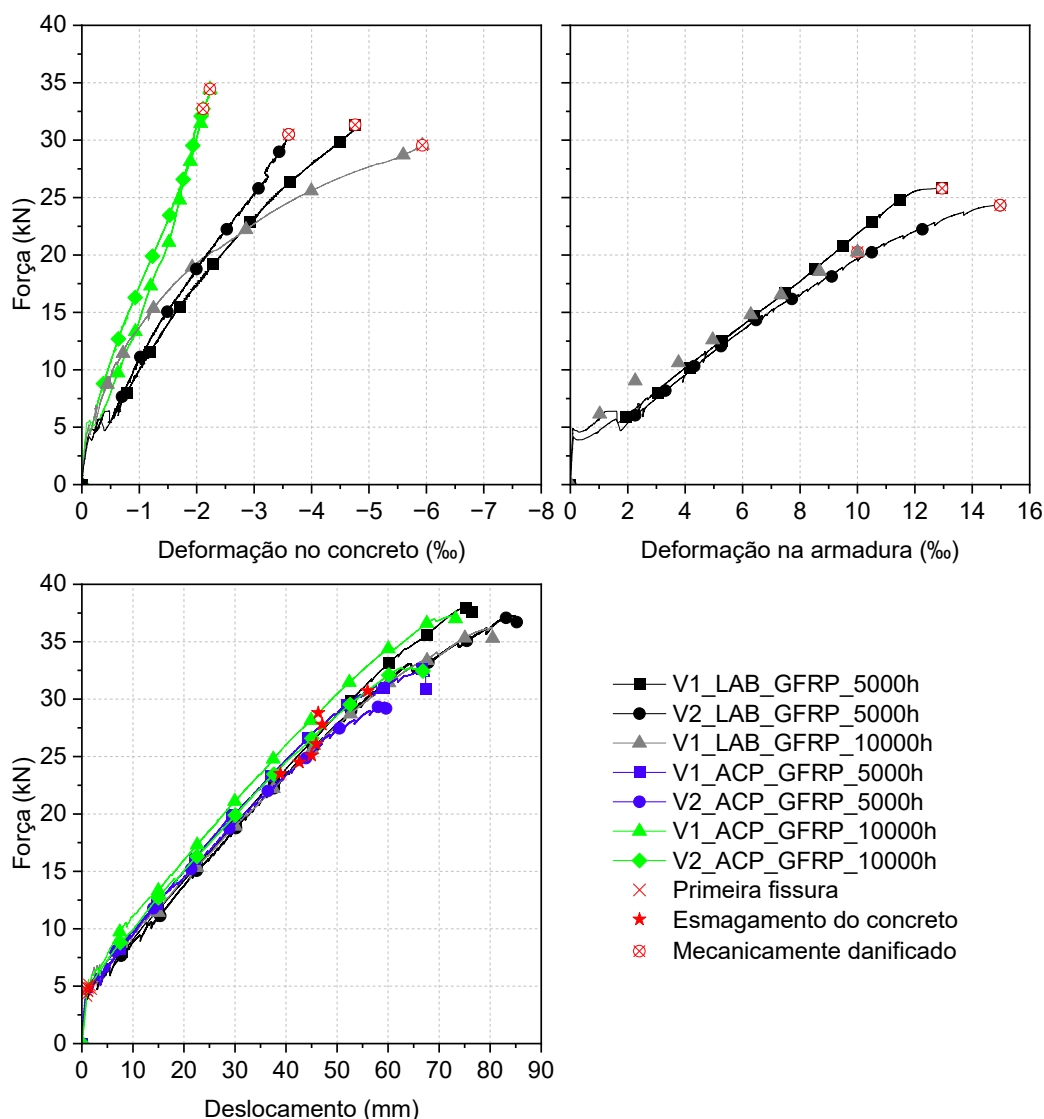 40
35
30
25
20
15
10
5
0
Força (kN)
0 −1 −2 −3 −4 −5 −6 −7 −8
Deformação no concreto (‰)
0 2 4 6 8 10 12 14 16
Deformação na armadura (‰)
40
35
30
25
20
15
10
5
0
Força (kN)
0 10 20 30 40 50 60 70 80 90
Deslocamento (mm)
V1_LAB_GFRP_5000h
V2_LAB_GFRP_5000h
V1_LAB_GFRP_10000h
V1_ACP_GFRP_5000h
V2_ACP_GFRP_5000h
V1_ACP_GFRP_10000h
V2_ACP_GFRP_10000h
Primeira fissura
Esmagamento do concreto
Mecanicamente danificado